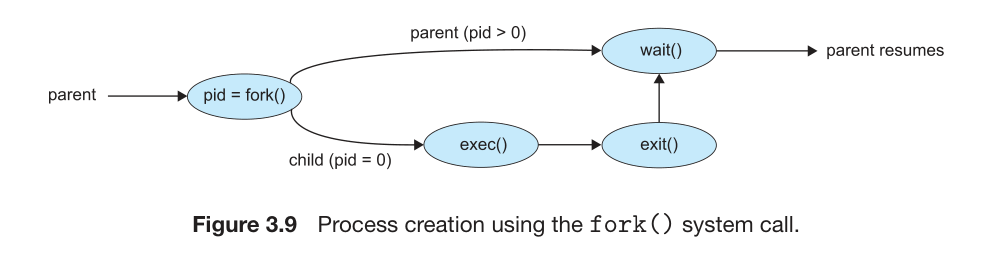 parent (pid > 0)
wait()
parent resumes
parent
pid = fork()
exec()
exit()
child (pid = 0)
Figure 3.9 Process creation using the fork() system call.